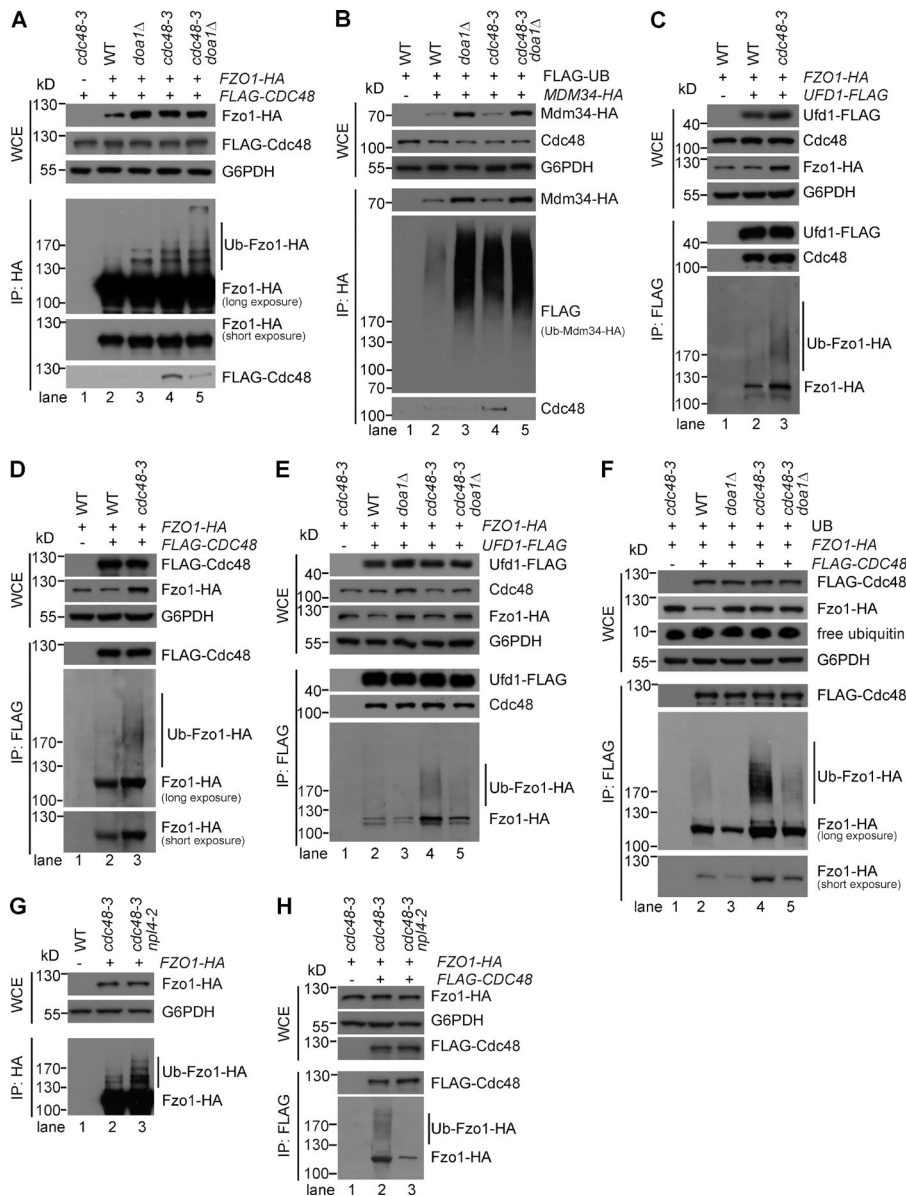 A
cdc48-3
WT
doa1Δ
cdc48-3
cdc48-3 doa1Δ
kD
- + + + + FZO1-HA
+ + + + + FLAG-CDC48
WCE
130 Fzo1-HA
130 FLAG-Cdc48
55 G6PDH
IP: HA
170 Ub-Fzo1-HA
130
100 Fzo1-HA
(long exposure)
130 Fzo1-HA
(short exposure)
FLAG-Cdc48
lane 1 2 3 4 5
B
WT
WT
doa1Δ
cdc48-3
cdc48-3 doa1Δ
kD
+ + + + + FLAG-UB
- + + + + MDM34-HA
WCE
70 Mdm34-HA
100 Cdc48
55 G6PDH
IP: HA
70 Mdm34-HA
FLAG
(Ub-Mdm34-HA)
170
130
100
70
100 Cdc48
lane 1 2 3 4 5
C
WT
WT
cdc48-3
kD
+ + + FZO1-HA
- + + UFD1-FLAG
WCE
40 Ufd1-FLAG
100 Cdc48
130 Fzo1-HA
55 G6PDH
IP: FLAG
40 Ufd1-FLAG
100 Cdc48
Ub-Fzo1-HA
170
130 Fzo1-HA
100
lane 1 2 3
D
WT
WT
cdc48-3
kD
+ + + FZO1-HA
- + + FLAG-CDC48
WCE
130 FLAG-Cdc48
Fzo1-HA
55 G6PDH
IP: FLAG
130 FLAG-Cdc48
Ub-Fzo1-HA
170
130 Fzo1-HA
100 (long exposure)
130 Fzo1-HA
(short exposure)
lane 1 2 3
E
cdc48-3
WT
doa1Δ
cdc48-3
cdc48-3 doa1Δ
kD
+ + + + + FZO1-HA
- + + + + UFD1-FLAG
WCE
40 Ufd1-FLAG
100 Cdc48
130 Fzo1-HA
55 G6PDH
IP: FLAG
40 Ufd1-FLAG
100 Cdc48
170 Ub-Fzo1-HA
130 Fzo1-HA
100
lane 1 2 3 4 5
F
cdc48-3
WT
doa1Δ
cdc48-3
cdc48-3 doa1Δ
+ + + + + UB
+ + + + + FZO1-HA
kD - + + + + FLAG-CDC48
WCE
130 FLAG-Cdc48
130 Fzo1-HA
10 free ubiquitin
55 G6PDH
IP: FLAG
130 FLAG-Cdc48
170 Ub-Fzo1-HA
130
Fzo1-HA
100 (long exposure)
130 Fzo1-HA
(short exposure)
lane 1 2 3 4 5
G
WT
cdc48-3
cdc48-3 npl4-2
kD - + + FZO1-HA
WCE
130 Fzo1-HA
55 G6PDH
IP: HA
170 Ub-Fzo1-HA
130
100 Fzo1-HA
lane 1 2 3
H
cdc48-3
cdc48-3
cdc48-3 npl4-2
+ + + FZO1-HA
kD - + + FLAG-CDC48
WCE
130 Fzo1-HA
55 G6PDH
130 FLAG-Cdc48
IP: FLAG
130 FLAG-Cdc48
170 Ub-Fzo1-HA
130
Fzo1-HA
100
lane 1 2 3